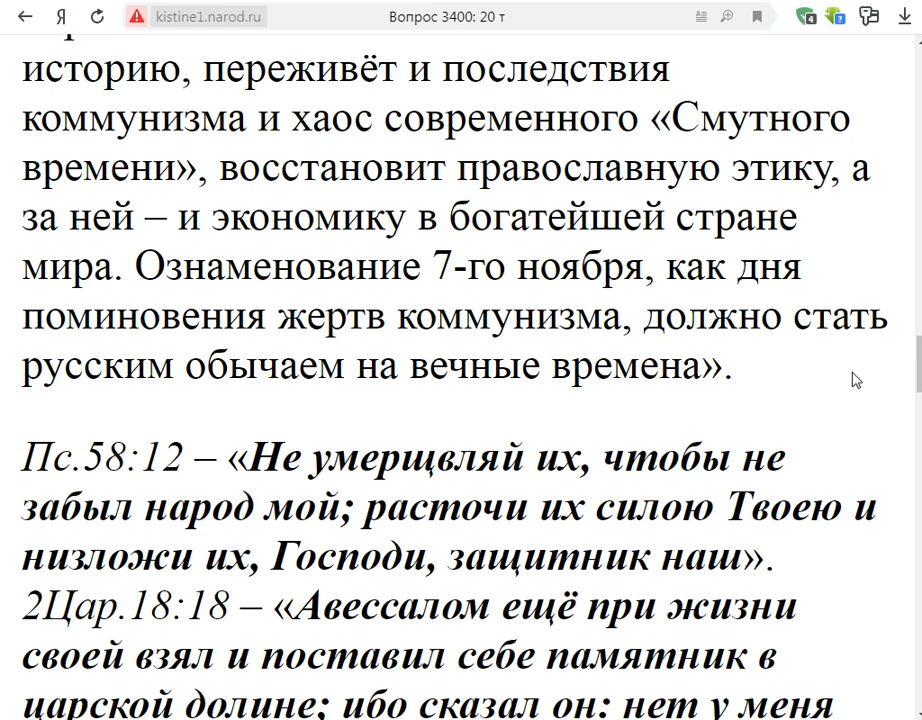 kistine1.narod.ru
Вопрос 3400: 20 т
историю, переживёт и последствия
коммунизма и хаос современного «Смутного
времени», восстановит православную этику, а
за ней – и экономику в богатейшей стране
мира. Ознаменование 7-го ноября, как дня
поминовения жертв коммунизма, должно стать
русским обычаем на вечные времена».
Пс.58:12 – «Не умерщвляй их, чтобы не
забыл народ мой; расточи их силою Твоею и
низложи их, Господи, защитник наш».
2Цар.18:18 – «Авессалом ещё при жизни
своей взял и поставил себе памятник в
царской долине; ибо сказал он: нет у меня